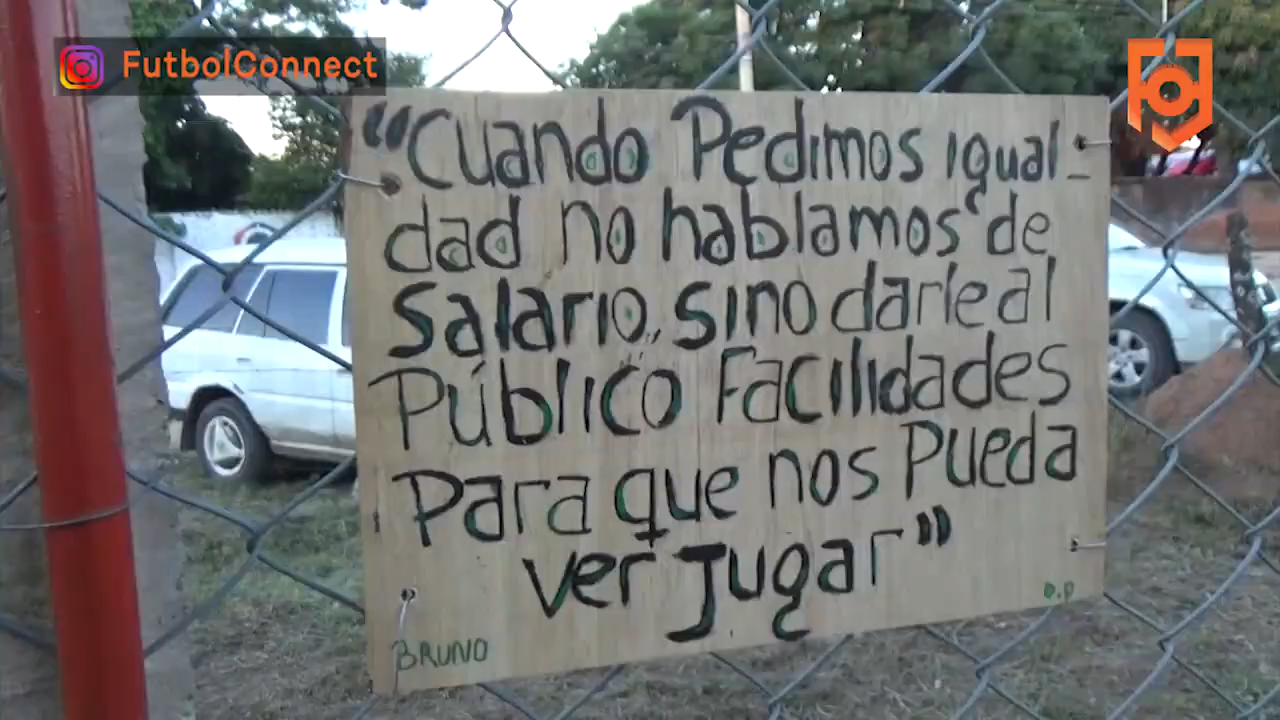 FutbolConnect
"Cuando Pedimos igual-
dad no hablamos de
Salario, sino darle al
Público Facilidades
Para que nos Pueda
ver Jugar"
D.D
BRUNO